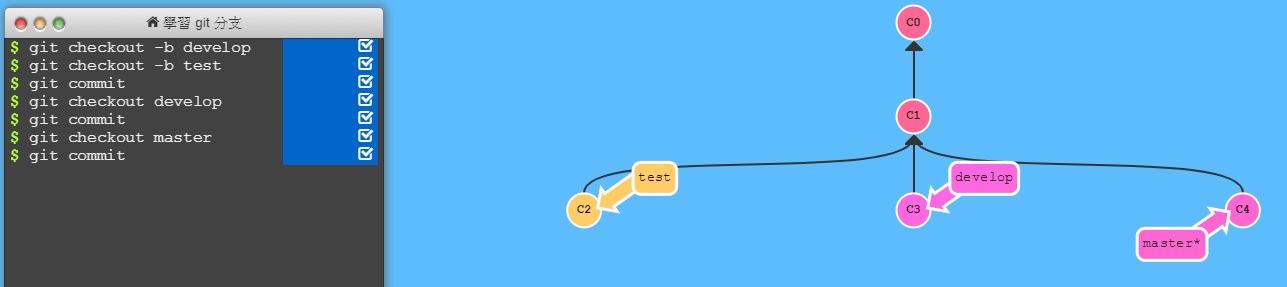 學習 git 分支
$ git checkout -b develop
$ git checkout -b test
$ git commit
$ git checkout develop
$ git commit
$ git checkout master
$ git commit
C0
C1
test
develop
C2
C3
C4
master*